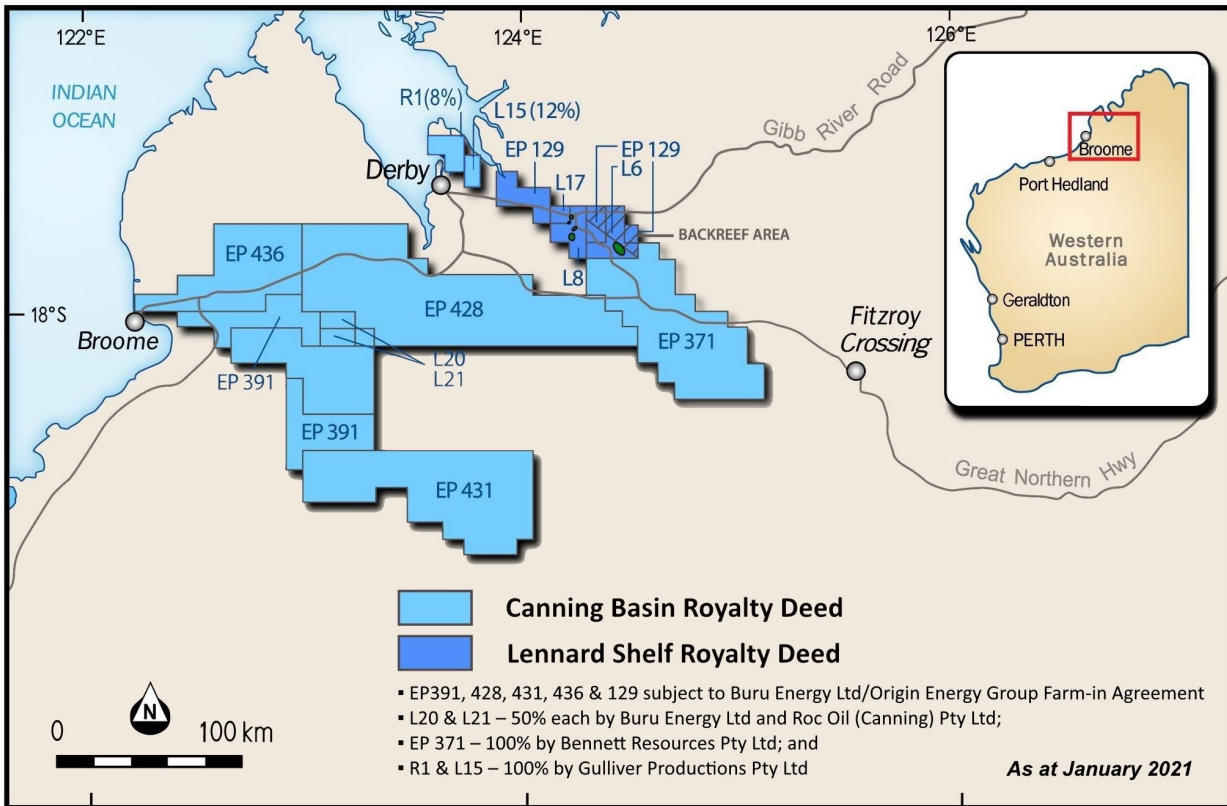 122°E
124°E
126°E
INDIAN
OCEAN
R1(8%)
L15 (12%)
EP 129
EP 129
L6
L17
Gibb River Road
Derby
BACKREEF AREA
L8
EP 436
EP 428
18°S
Broome
EP 371
Fitzroy
Crossing
L20
L21
EP 391
EP 391
EP 431
Great Northern Hwy
Broome
Port Hedland
Western
Australia
Geraldton
PERTH
Canning Basin Royalty Deed
Lennard Shelf Royalty Deed
▪ EP391, 428, 431, 436 & 129 subject to Buru Energy Ltd/Origin Energy Group Farm-in Agreement
▪ L20 & L21 – 50% each by Buru Energy Ltd and Roc Oil (Canning) Pty Ltd;
▪ EP 371 – 100% by Bennett Resources Pty Ltd; and
▪ R1 & L15 – 100% by Gulliver Productions Pty Ltd
As at January 2021
N
0 100 km